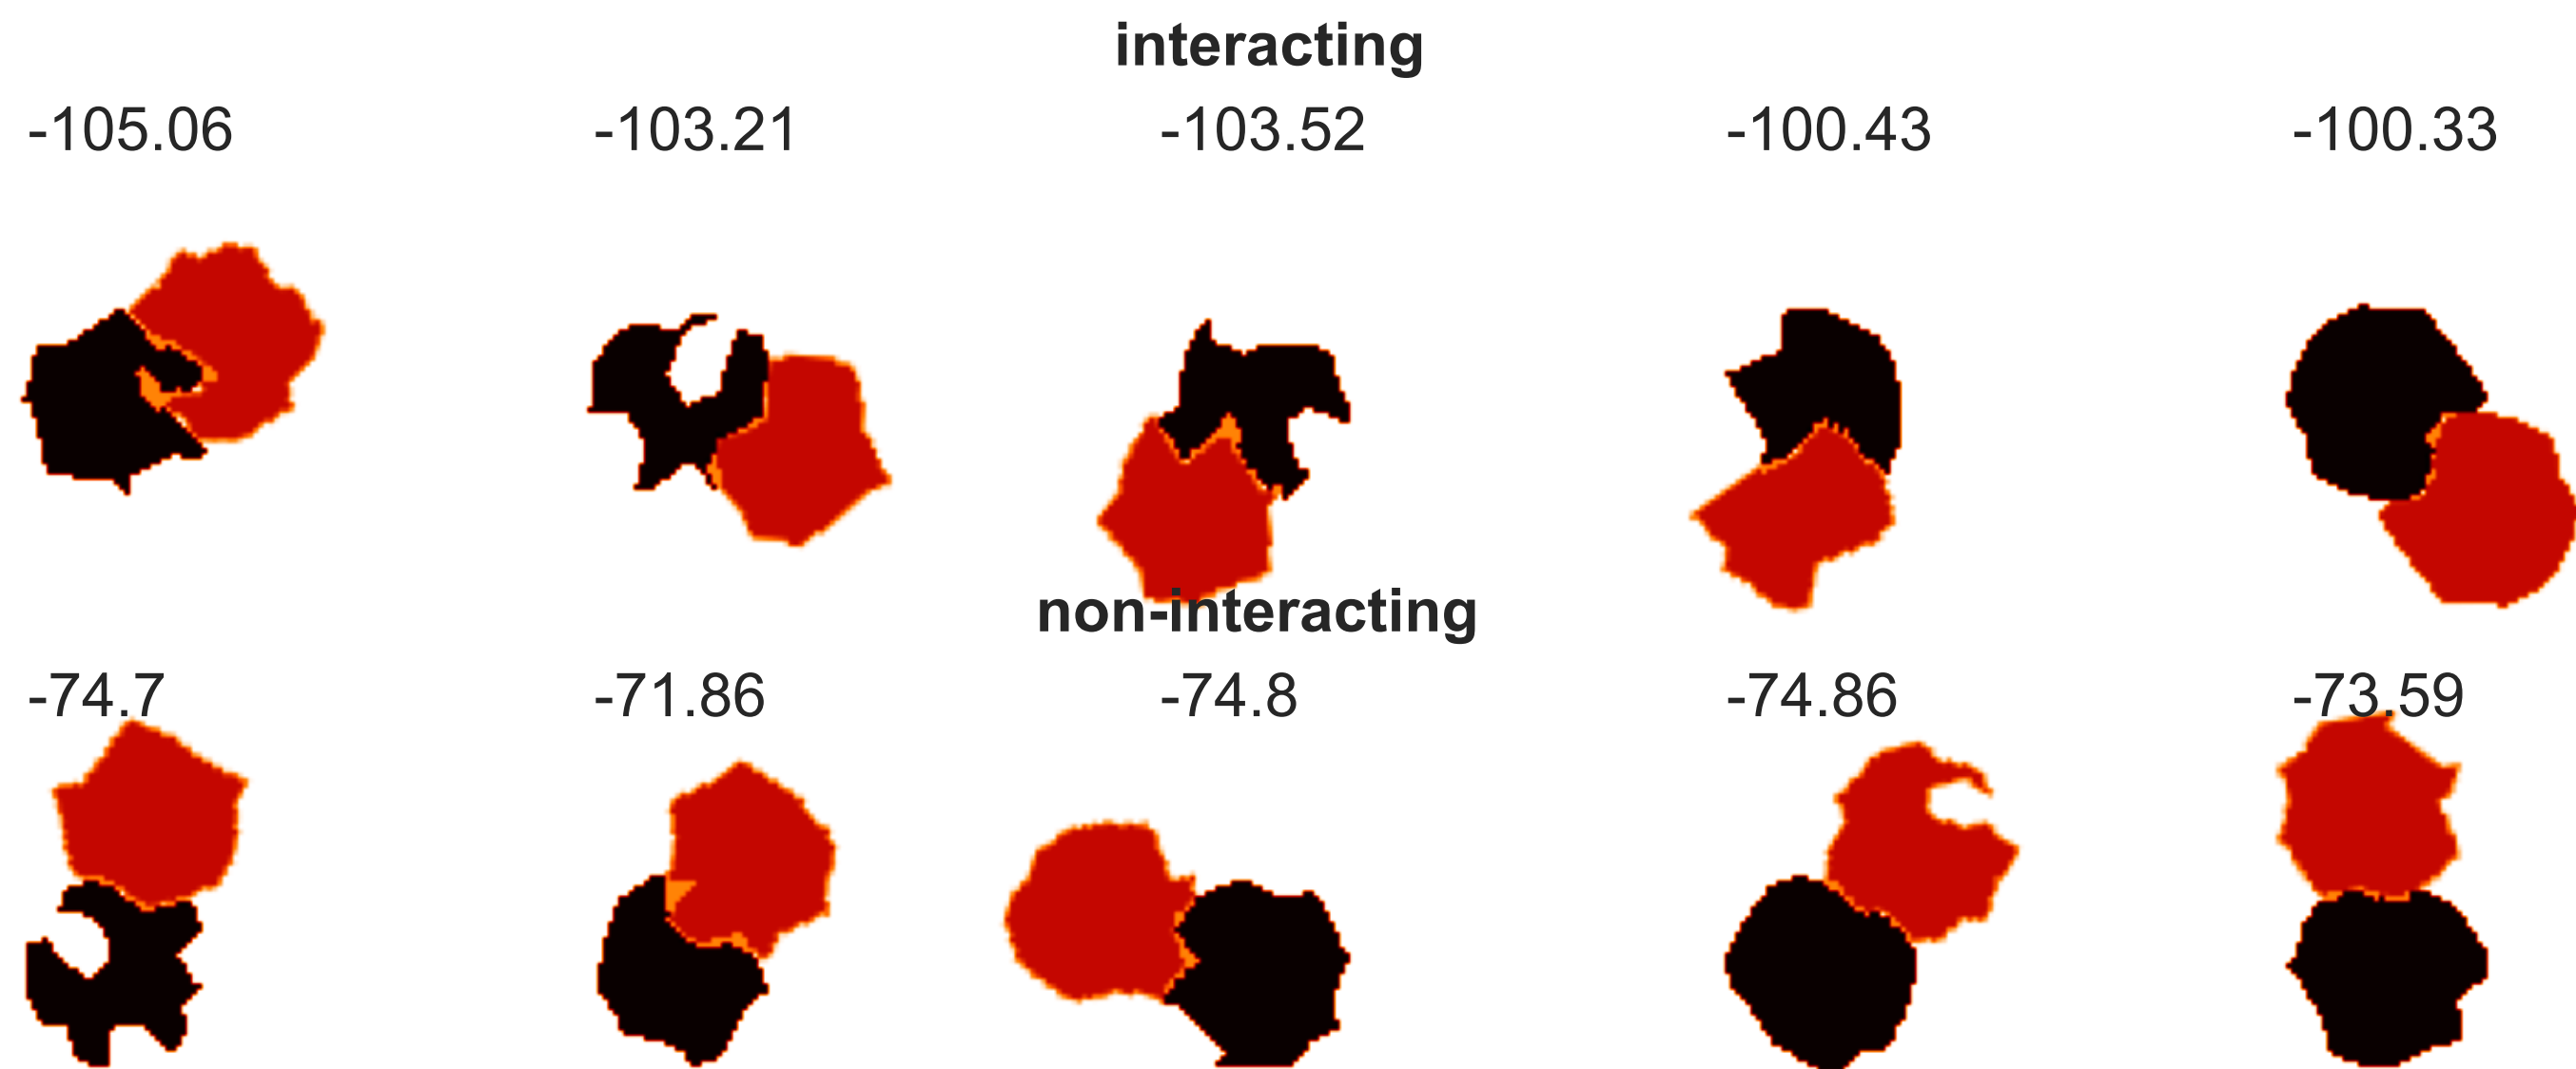 interacting
-105.06 -103.21 -103.52 -100.43 -100.33
non-interacting
-74.7 -71.86 -74.8 -74.86 -73.59